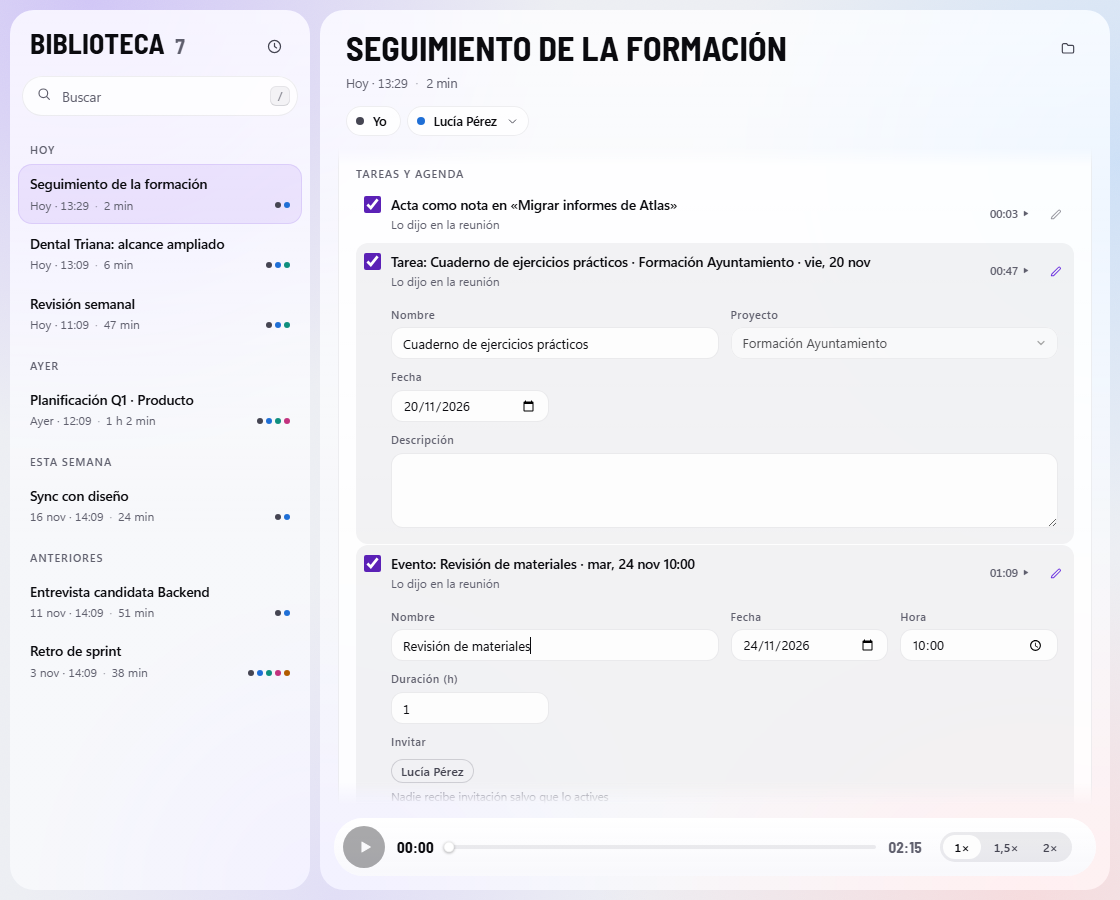 BIBLIOTECA 7
Buscar /
HOY
Seguimiento de la formación
Hoy · 13:29 · 2 min
Dental Triana: alcance ampliado
Hoy · 13:09 · 6 min
Revisión semanal
Hoy · 11:09 · 47 min
AYER
Planificación Q1 · Producto
Ayer · 12:09 · 1 h 2 min
ESTA SEMANA
Sync con diseño
16 nov · 14:09 · 24 min
ANTERIORES
Entrevista candidata Backend
11 nov · 14:09 · 51 min
Retro de sprint
3 nov · 14:09 · 38 min
SEGUIMIENTO DE LA FORMACIÓN
Hoy · 13:29 · 2 min
Yo Lucía Pérez
TAREAS Y AGENDA
Acta como nota en «Migrar informes de Atlas»
Lo dijo en la reunión
00:03
Tarea: Cuaderno de ejercicios prácticos · Formación Ayuntamiento · vie, 20 nov
Lo dijo en la reunión
00:47
Nombre Proyecto
Cuaderno de ejercicios prácticos Formación Ayuntamiento
Fecha
20/11/2026
Descripción
Evento: Revisión de materiales · mar, 24 nov 10:00
Lo dijo en la reunión
01:09
Nombre Fecha Hora
Revisión de materiales 24/11/2026 10:00
Duración (h)
1
Invitar
Lucía Pérez
Nadie recibe invitación salvo que lo actives
00:00 02:15 1× 1,5× 2×